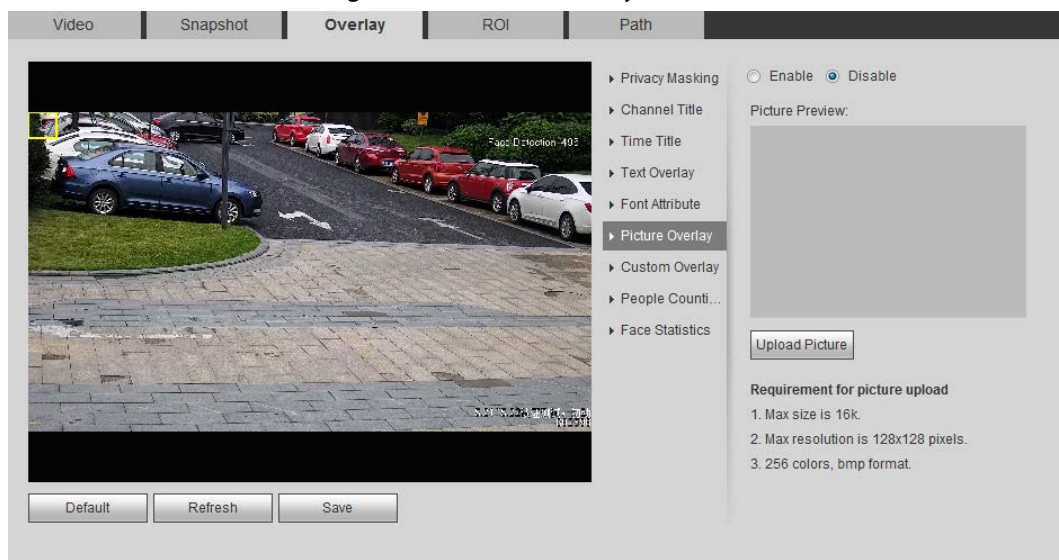 Video Snapshot Overlay ROI Path
Face Detection
Privacy Masking
Channel Title
Time Title
Text Overlay
Font Attribute
Picture Overlay
Custom Overlay
People Counti...
Face Statistics
Enable Disable
Picture Preview:
Upload Picture
Requirement for picture upload
1. Max size is 16k.
2. Max resolution is 128x128 pixels.
3. 256 colors, bmp format.
Default Refresh Save